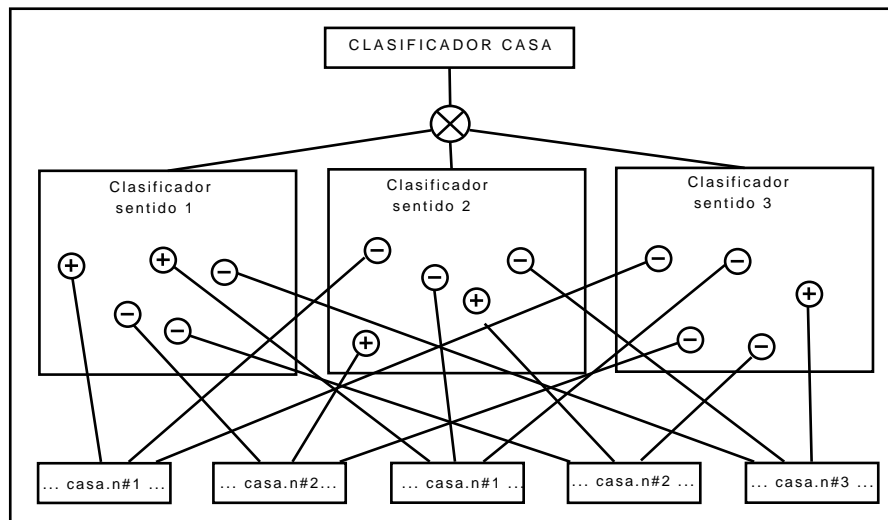 CLASIFICADOR CASA
Clasificador
sentido 1
Clasificador
sentido 2
Clasificador
sentido 3
+
+
−
−
−
−
−
−
+
+
−
−
+
−
−
... casa.n#1 ...
... casa.n#2...
... casa.n#1 ...
... casa.n#2 ...
... casa.n#3 ...